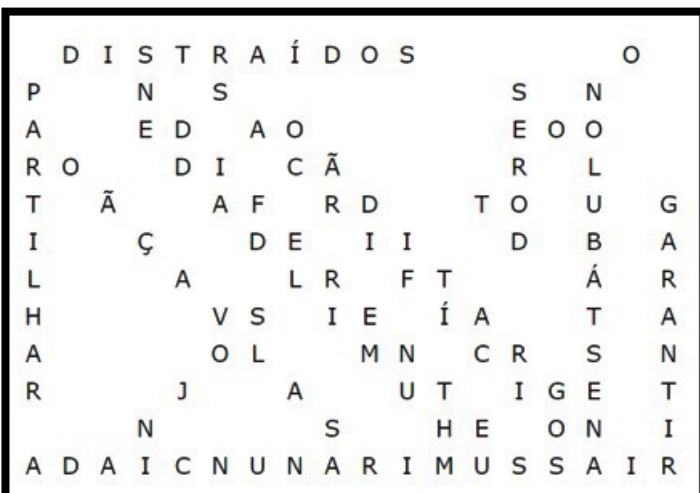 D I S T R A Í D O S O
P N S S N
A E D A O E O O
R O D I C Ã R L
T Ã A F R D T O U G
I Ç D E I I D B A
L A L R F T Á R
H V S I E Í A T A
A O L M N C R S N
R J A U T I G E T
N S H E O N I
A D A I C N U N A R I M U S S A I R